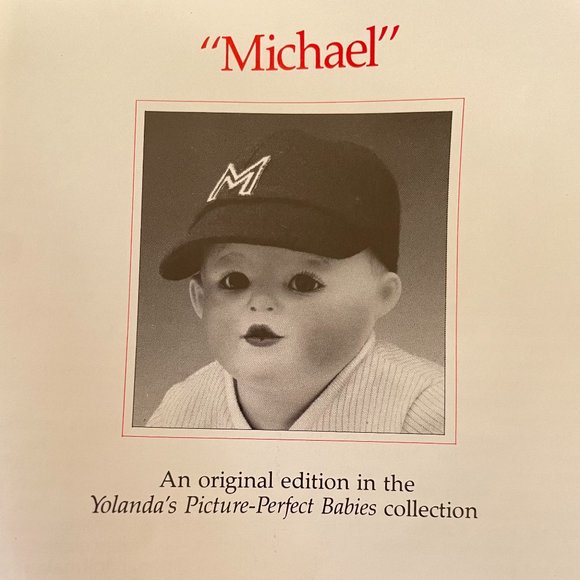 "Michael"
M
An original edition in the
Yolanda's Picture-Perfect Babies collection